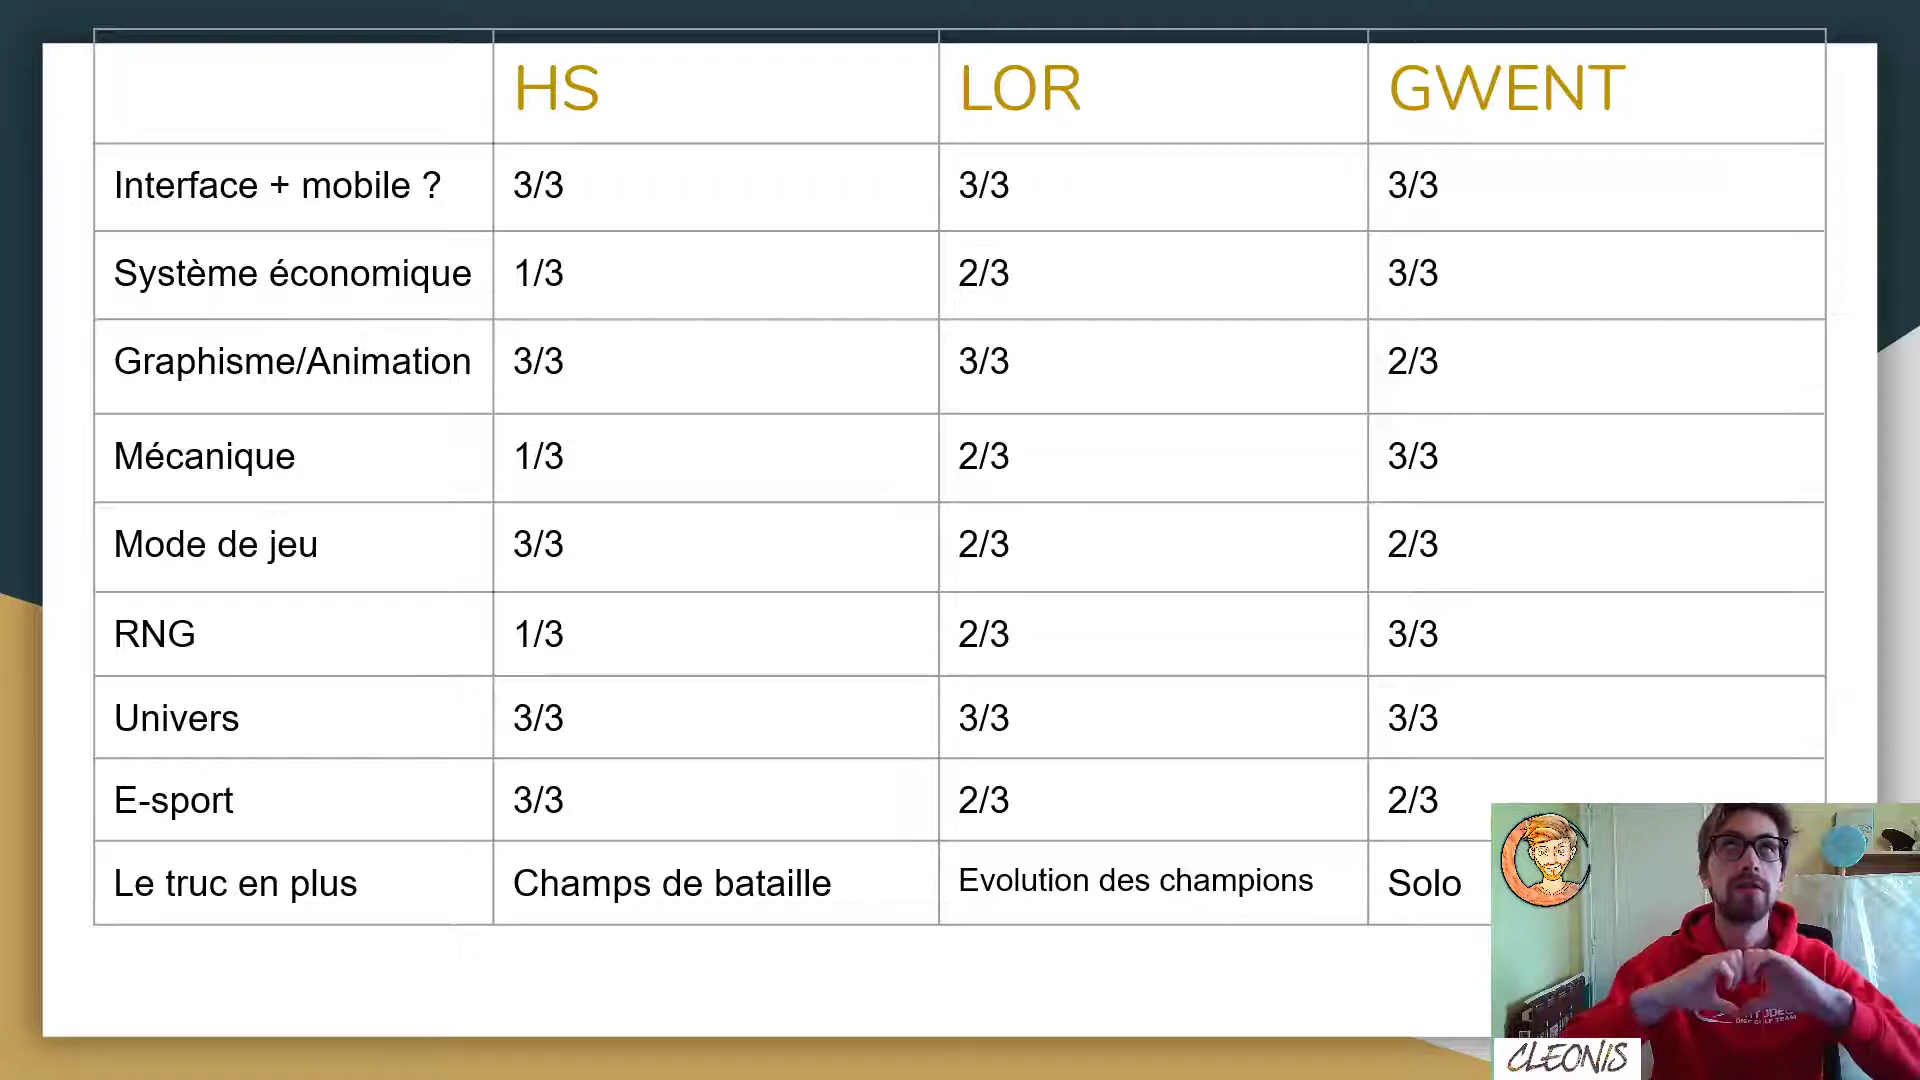 HS LOR GWENT
Interface + mobile ? 3/3 3/3 3/3
Système économique 1/3 2/3 3/3
Graphisme/Animation 3/3 3/3 2/3
Mécanique 1/3 2/3 3/3
Mode de jeu 3/3 2/3 2/3
RNG 1/3 2/3 3/3
Univers 3/3 3/3 3/3
E-sport 3/3 2/3 2/3
Le truc en plus Champs de bataille Evolution des champions Solo
CLEONIS